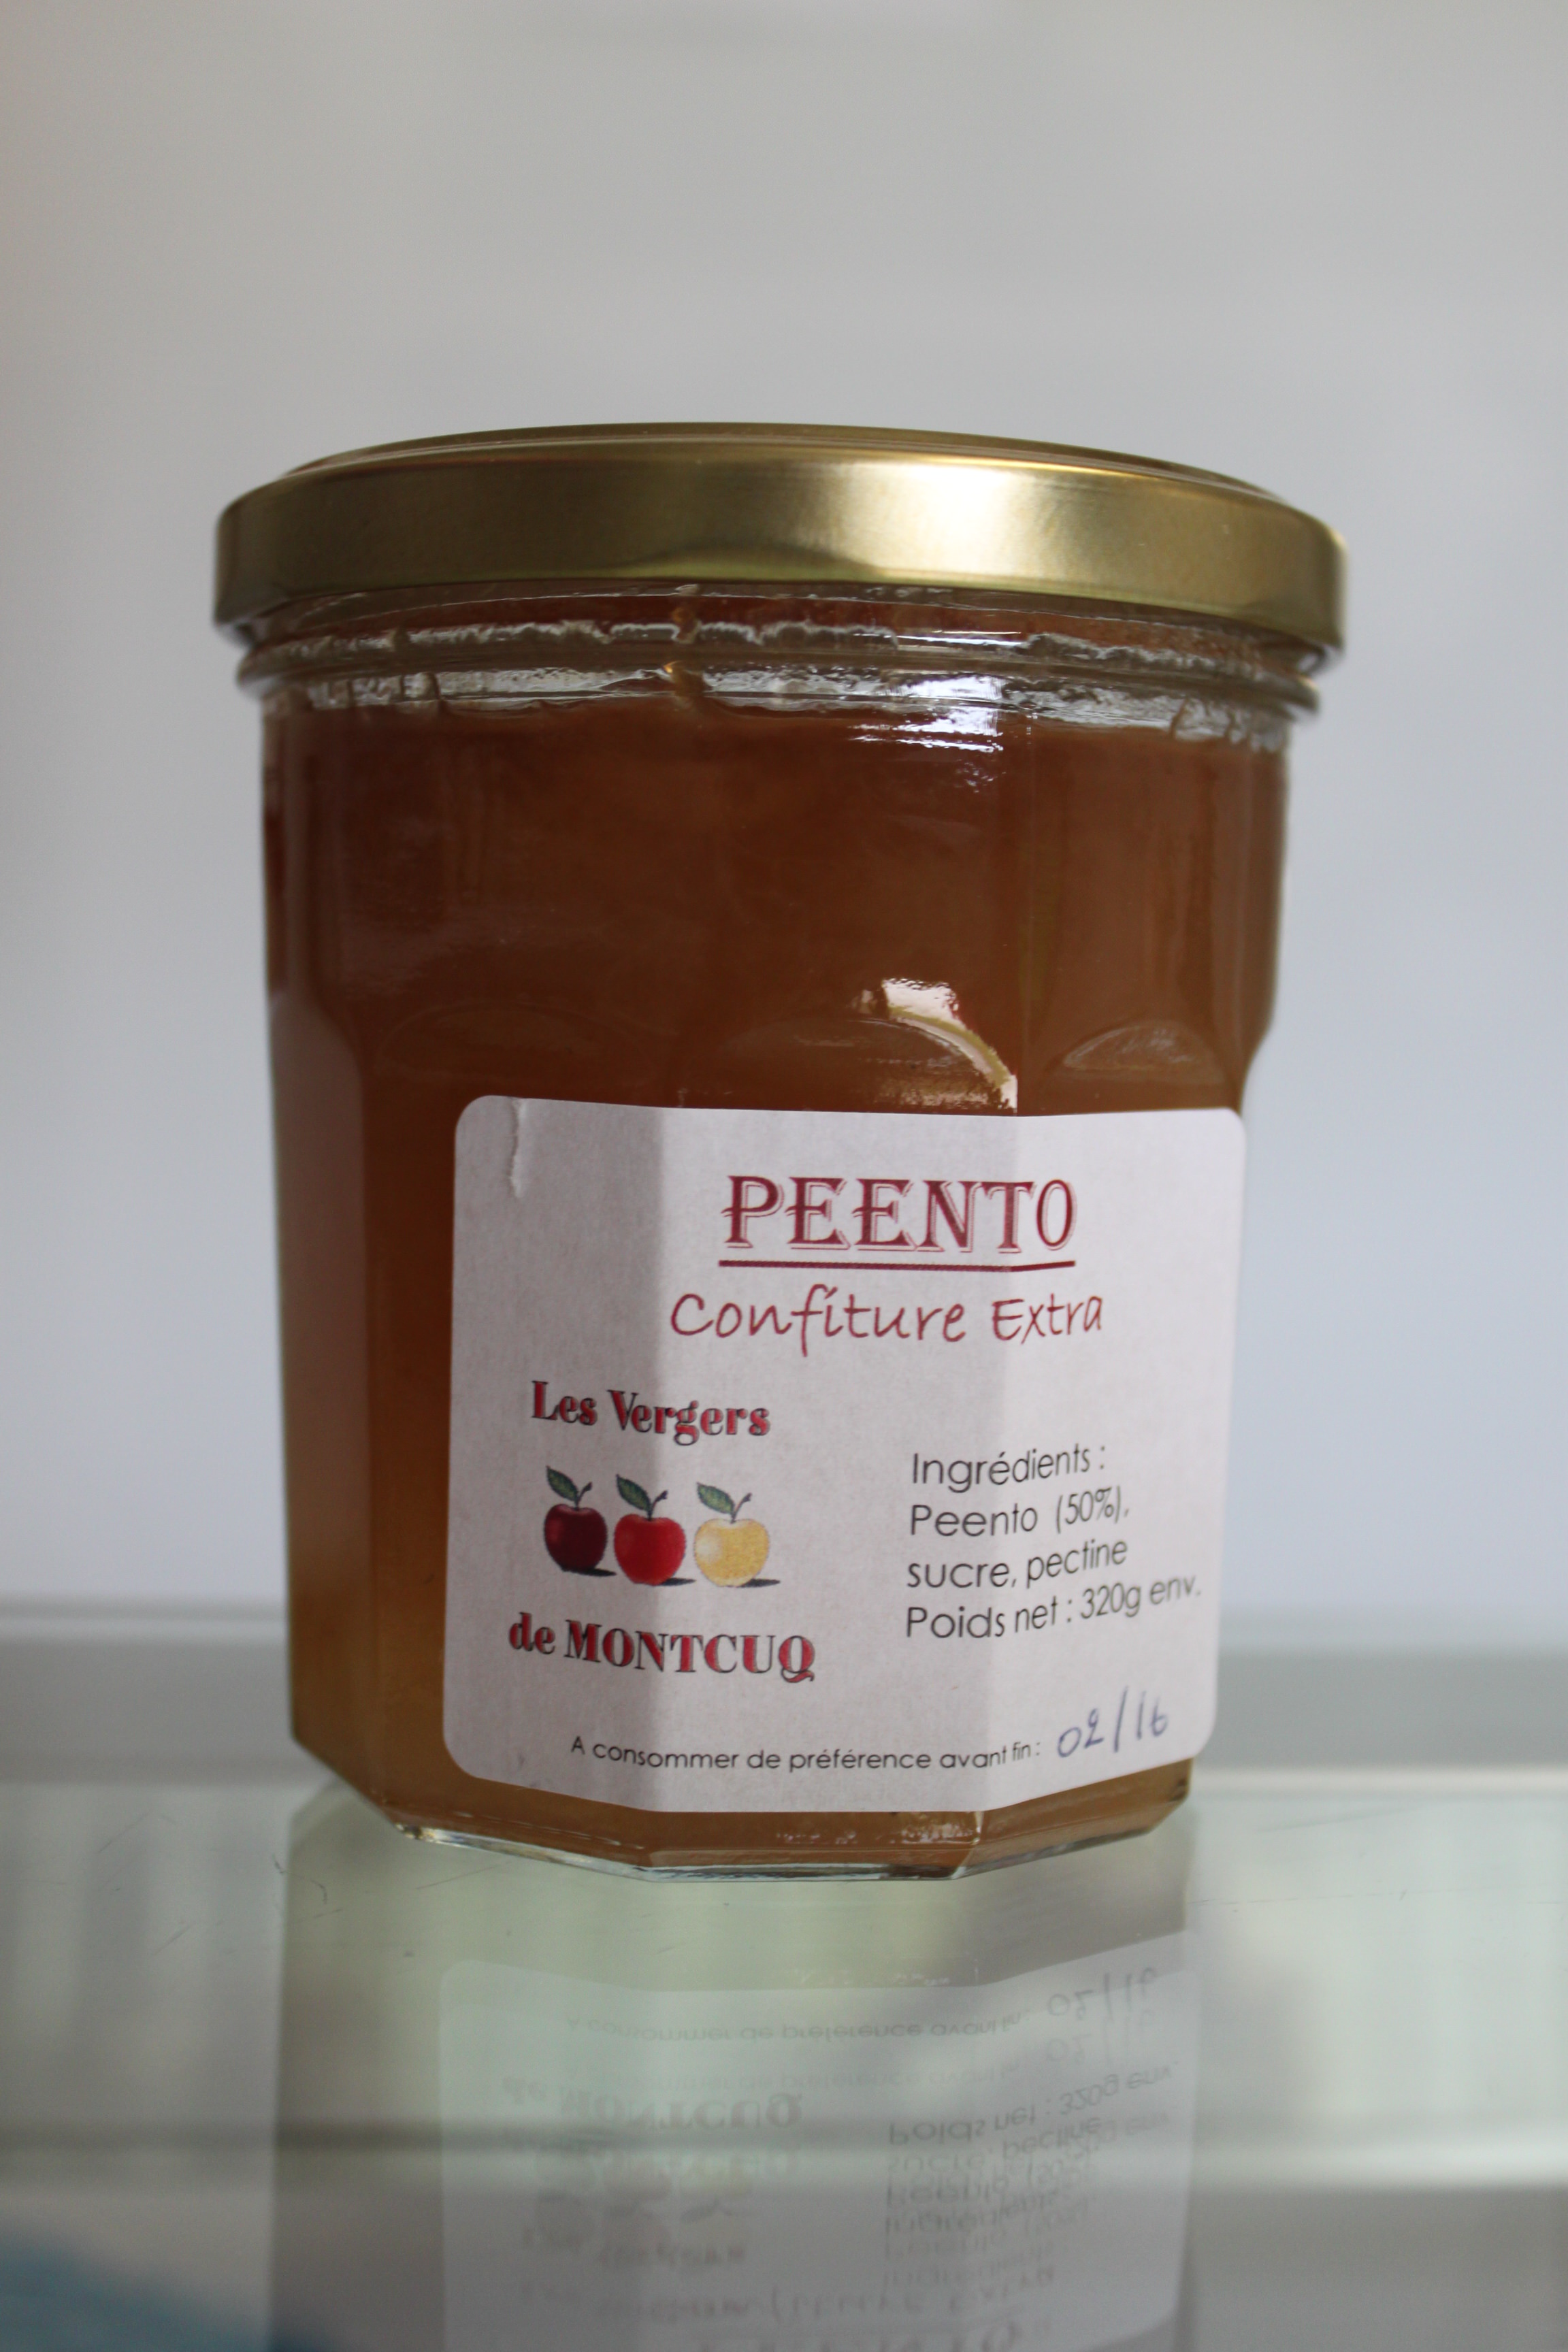 PEENTO
Confiture Extra
Les Vergers
de MONTCUQ
Ingrédients :
Peento (50%),
sucre, pectine
Poids net : 320g env.
A consommer de préférence avant fin : 02/16